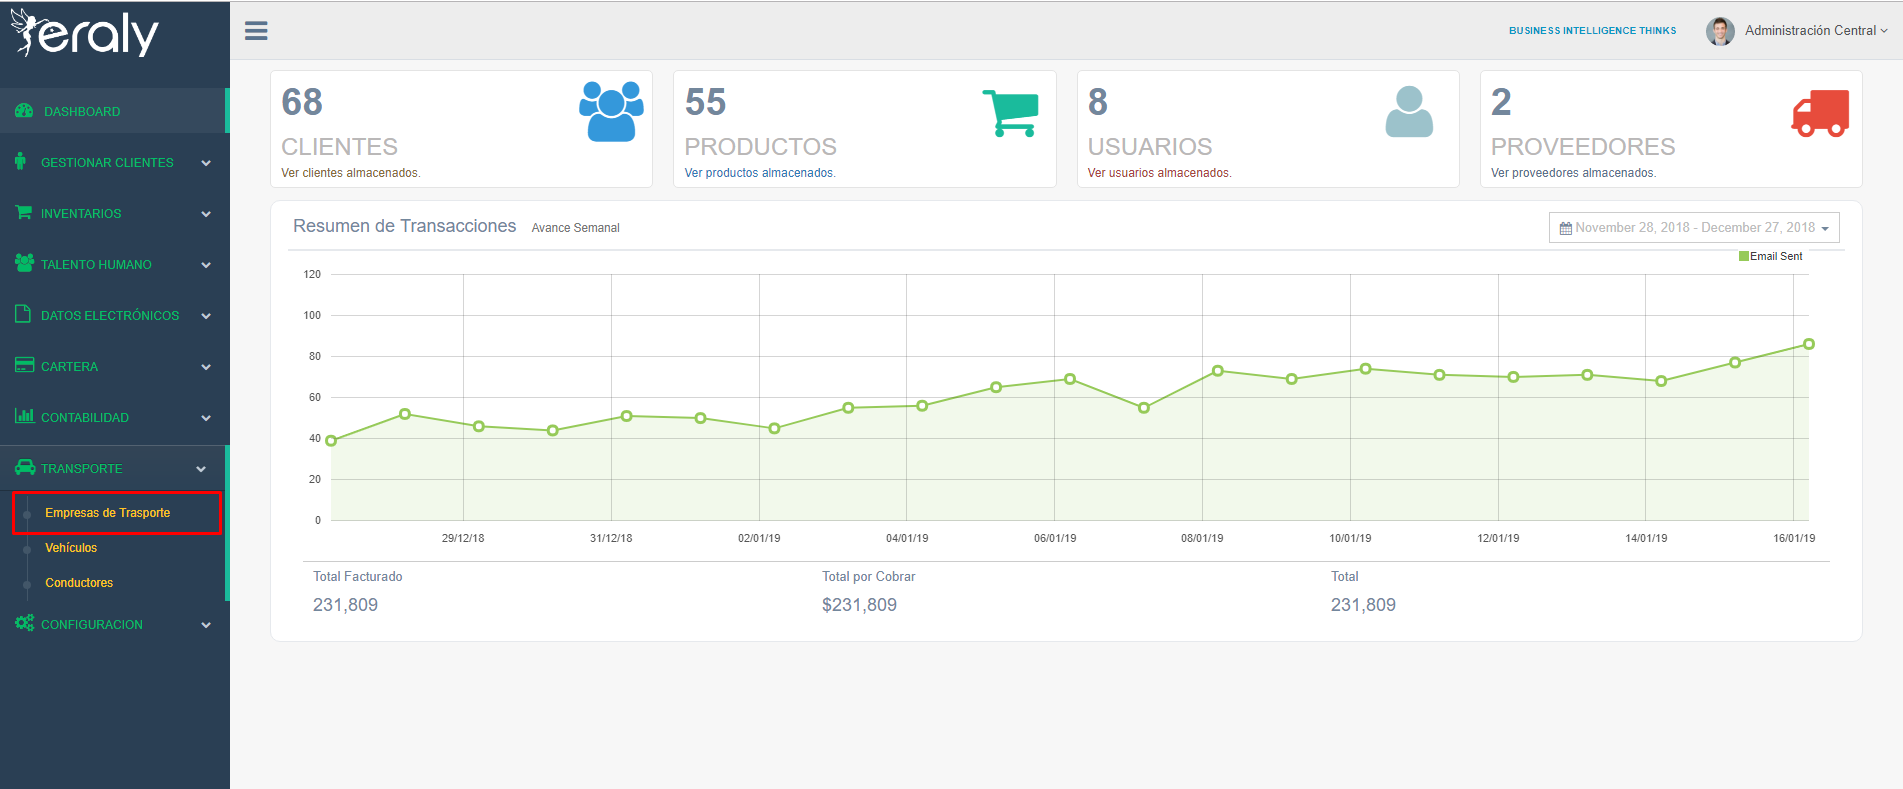 eraly
BUSINESS INTELLIGENCE THINKS
Administración Central
DASHBOARD
GESTIONAR CLIENTES
INVENTARIOS
TALENTO HUMANO
DATOS ELECTRÓNICOS
CARTERA
CONTABILIDAD
TRANSPORTE
Empresas de Trasporte
Vehículos
Conductores
CONFIGURACION
68
CLIENTES
Ver clientes almacenados.
55
PRODUCTOS
Ver productos almacenados.
8
USUARIOS
Ver usuarios almacenados.
2
PROVEEDORES
Ver proveedores almacenados.
Resumen de Transacciones Avance Semanal
November 28, 2018 - December 27, 2018
Email Sent
120
100
80
60
40
20
0
29/12/18 31/12/18 02/01/19 04/01/19 06/01/19 08/01/19 10/01/19 12/01/19 14/01/19 16/01/19
Total Facturado
231,809
Total por Cobrar
$231,809
Total
231,809